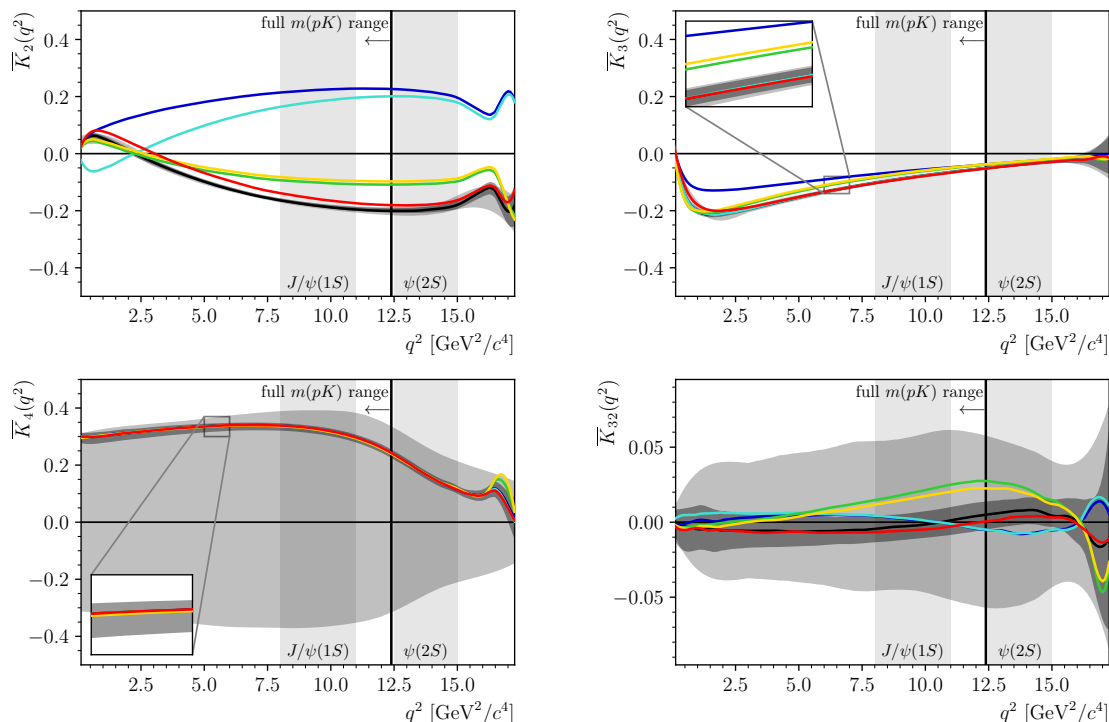 full m(pK) range
←
K̅₂(q²)
0.4
0.2
0.0
−0.2
−0.4
J/ψ(1S)
ψ(2S)
2.5
5.0
7.5
10.0
12.5
15.0
q² [GeV²/c⁴]
full m(pK) range
←
K̅₃(q²)
0.4
0.2
0.0
−0.2
−0.4
J/ψ(1S)
ψ(2S)
2.5
5.0
7.5
10.0
12.5
15.0
q² [GeV²/c⁴]
full m(pK) range
←
K̅₄(q²)
0.4
0.2
0.0
−0.2
−0.4
J/ψ(1S)
ψ(2S)
2.5
5.0
7.5
10.0
12.5
15.0
q² [GeV²/c⁴]
full m(pK) range
←
K̅₃₂(q²)
0.05
0.00
−0.05
J/ψ(1S)
ψ(2S)
2.5
5.0
7.5
10.0
12.5
15.0
q² [GeV²/c⁴]